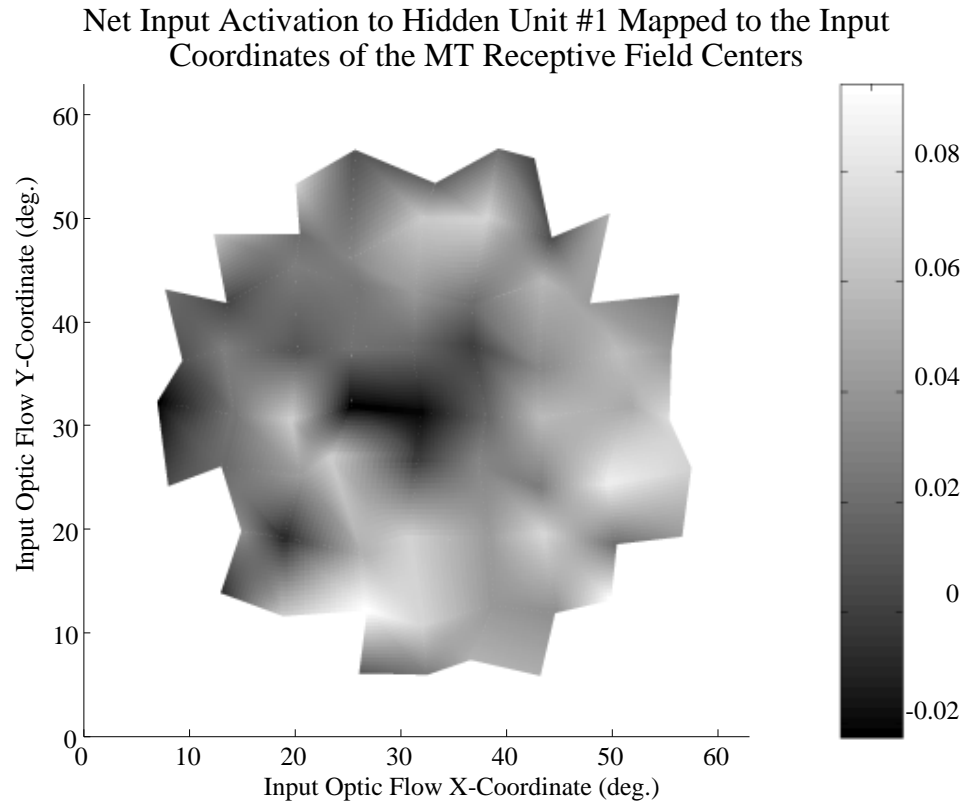 Net Input Activation to Hidden Unit #1 Mapped to the Input
Coordinates of the MT Receptive Field Centers
60
50
40
30
20
10
0
Input Optic Flow Y-Coordinate (deg.)
0 10 20 30 40 50 60
Input Optic Flow X-Coordinate (deg.)
0.08
0.06
0.04
0.02
0
-0.02